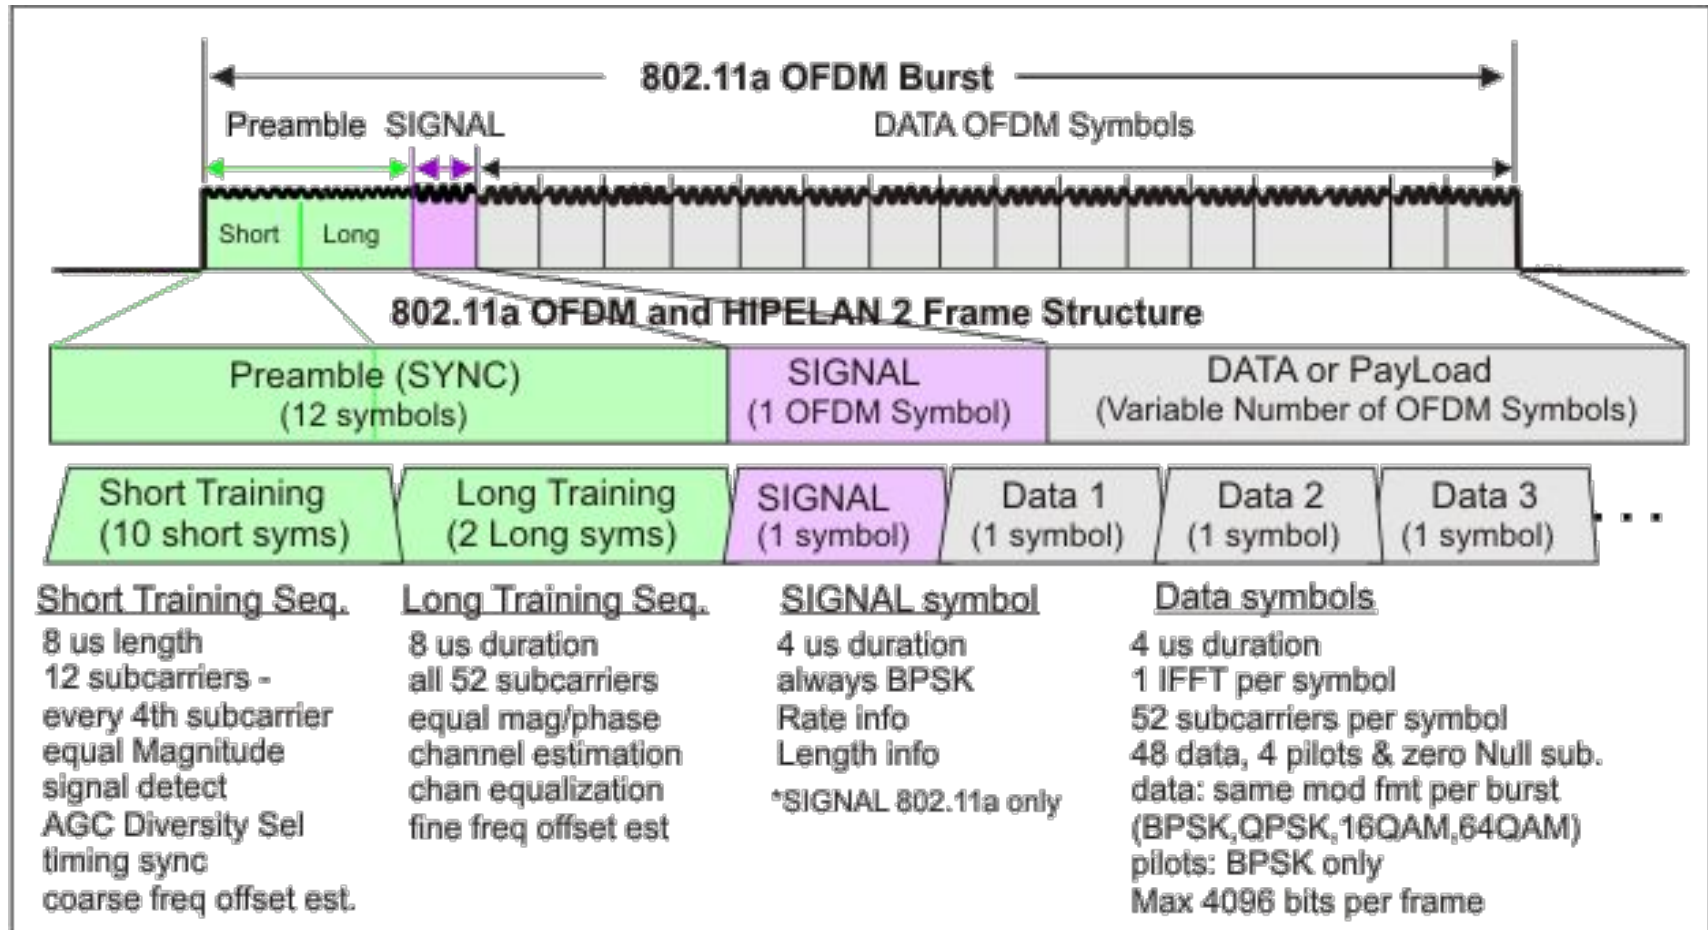 802.11a OFDM Burst
Preamble SIGNAL DATA OFDM Symbols
Short Long
802.11a OFDM and HIPELAN 2 Frame Structure
Preamble (SYNC)
(12 symbols)
SIGNAL
(1 OFDM Symbol)
DATA or PayLoad
(Variable Number of OFDM Symbols)
Short Training
(10 short syms)
Long Training
(2 Long syms)
SIGNAL
(1 symbol)
Data 1
(1 symbol)
Data 2
(1 symbol)
Data 3
(1 symbol)
. . .
Short Training Seq.
8 us length
12 subcarriers -
every 4th subcarrier
equal Magnitude
signal detect
AGC Diversity Sel
timing sync
coarse freq offset est.
Long Training Seq.
8 us duration
all 52 subcarriers
equal mag/phase
channel estimation
chan equalization
fine freq offset est
SIGNAL symbol
4 us duration
always BPSK
Rate info
Length info
*SIGNAL 802.11a only
Data symbols
4 us duration
1 IFFT per symbol
52 subcarriers per symbol
48 data, 4 pilots & zero Null sub.
data: same mod fmt per burst
(BPSK,QPSK,16QAM,64QAM)
pilots: BPSK only
Max 4096 bits per frame